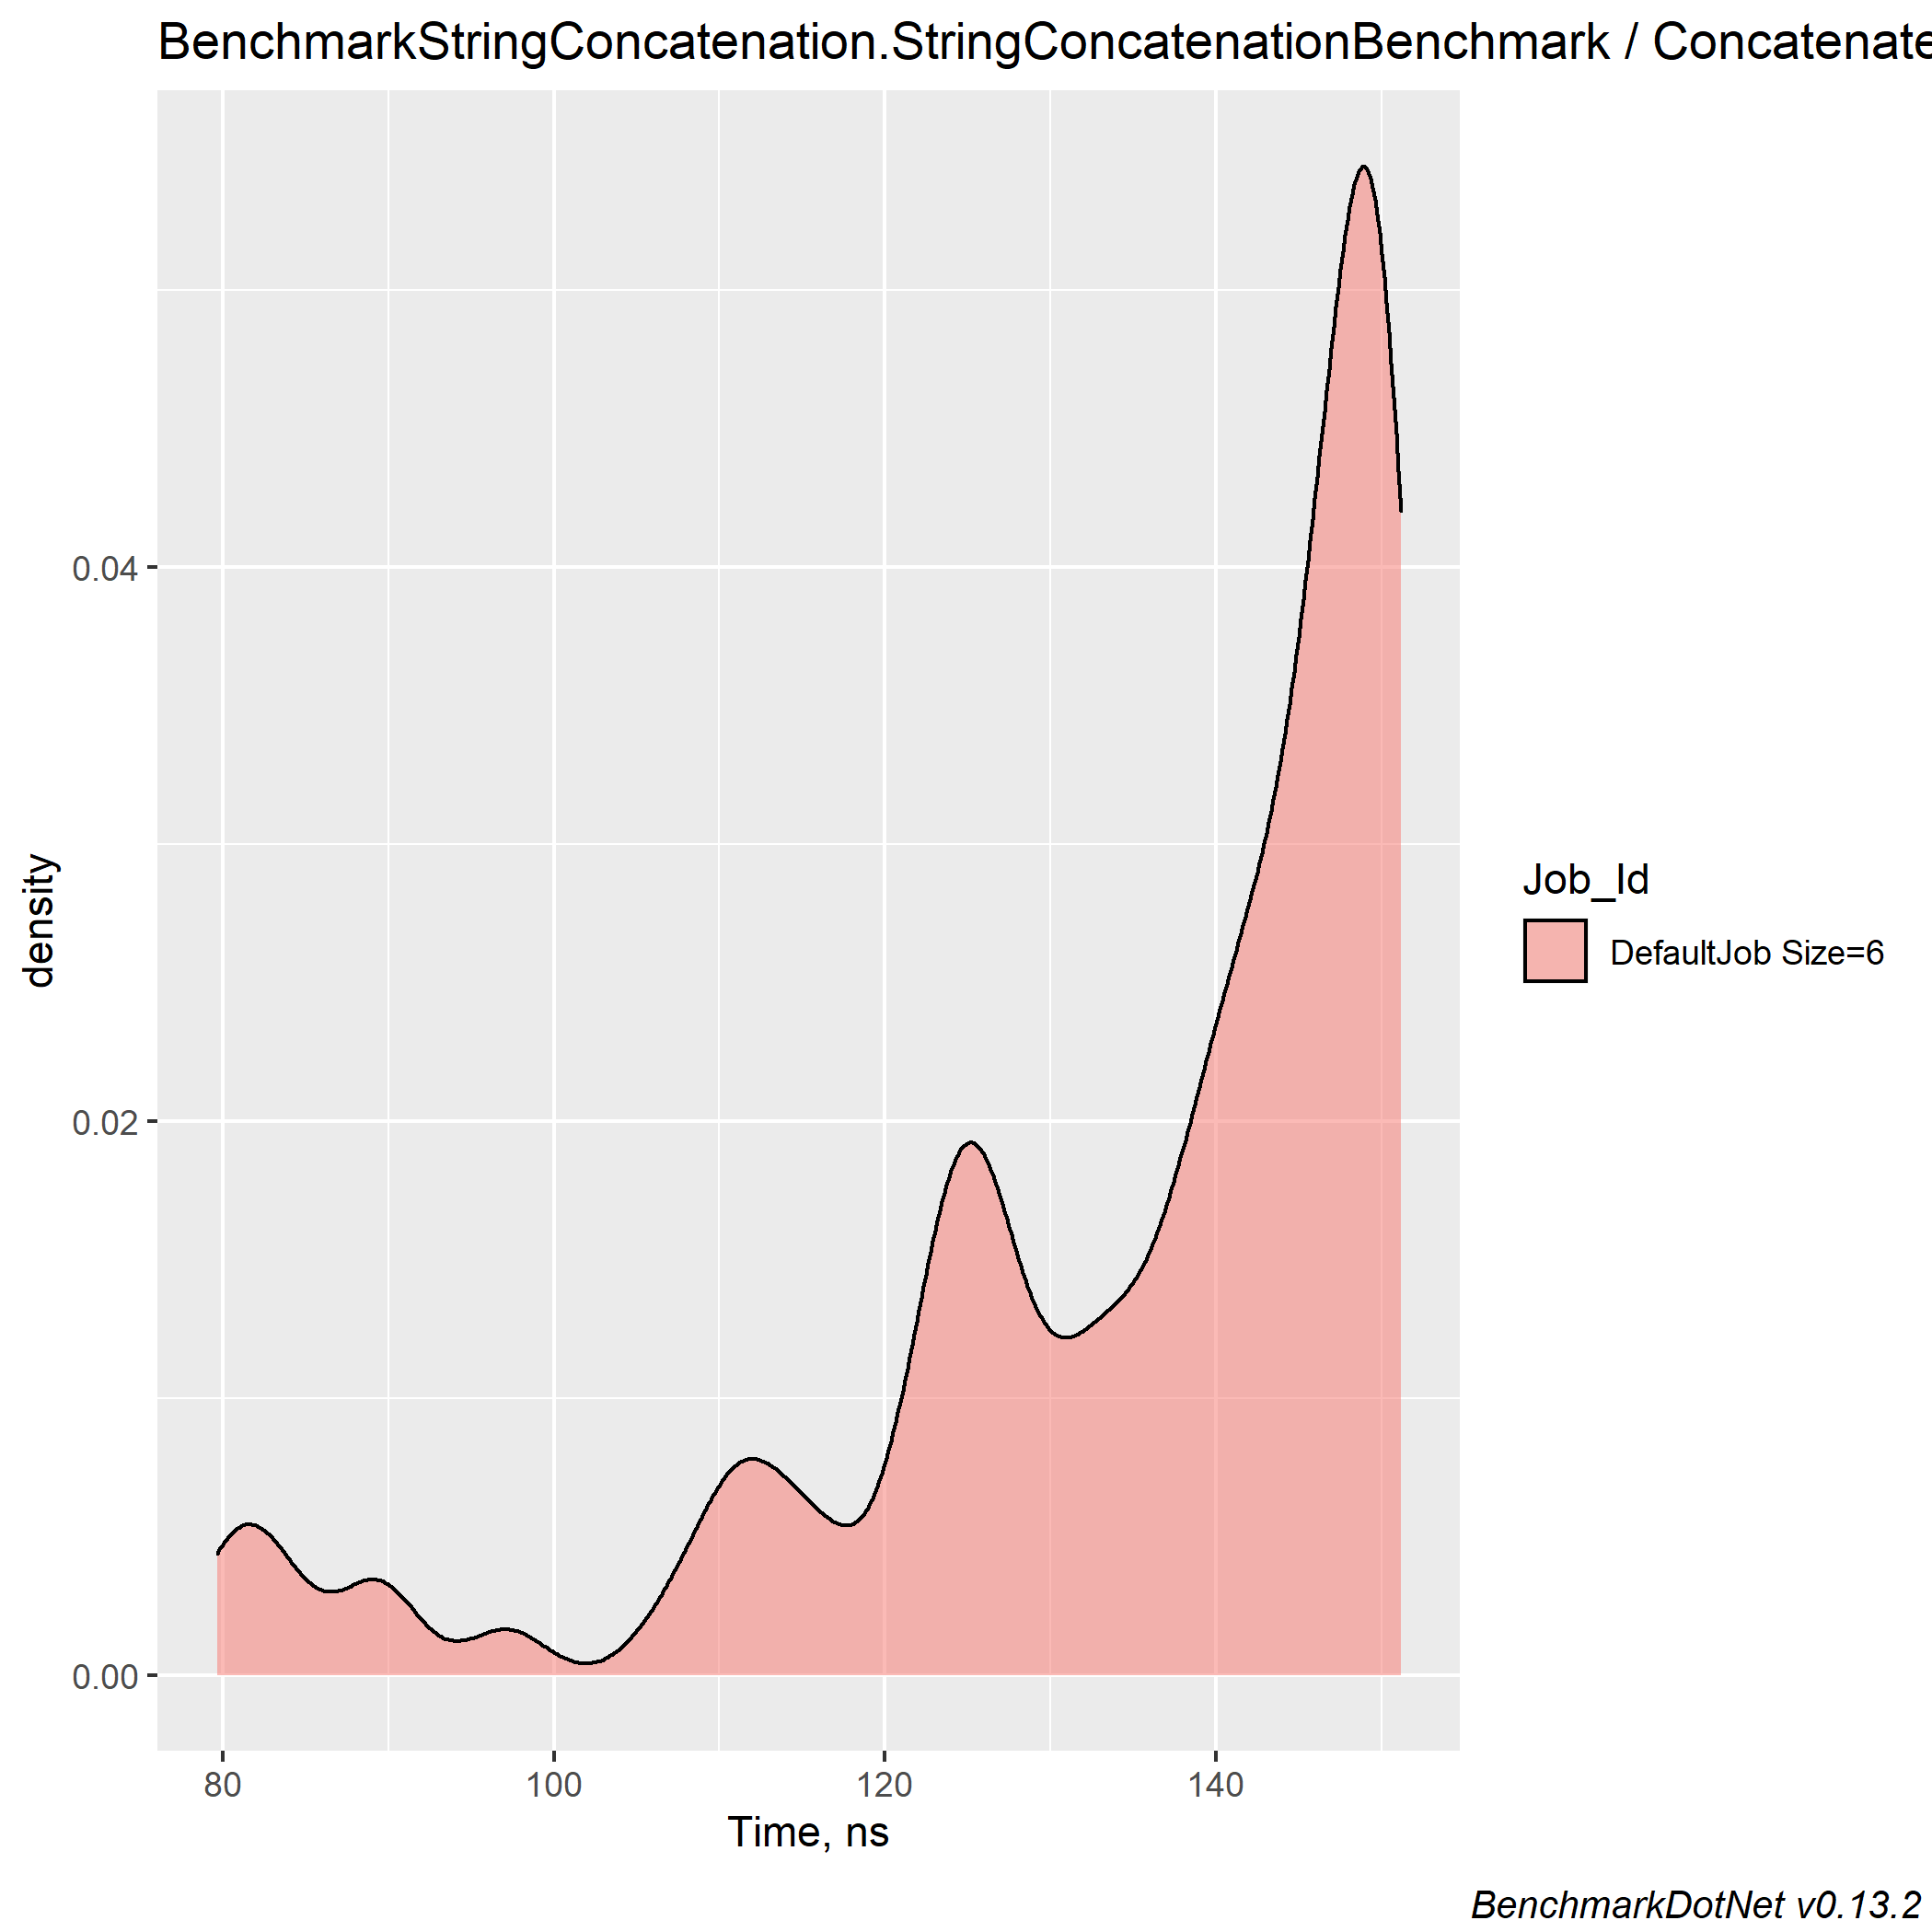 BenchmarkStringConcatenation.StringConcatenationBenchmark / Concatenate
0.04
0.02
0.00
density
80 100 120 140
Time, ns
Job_Id
DefaultJob Size=6
BenchmarkDotNet v0.13.2